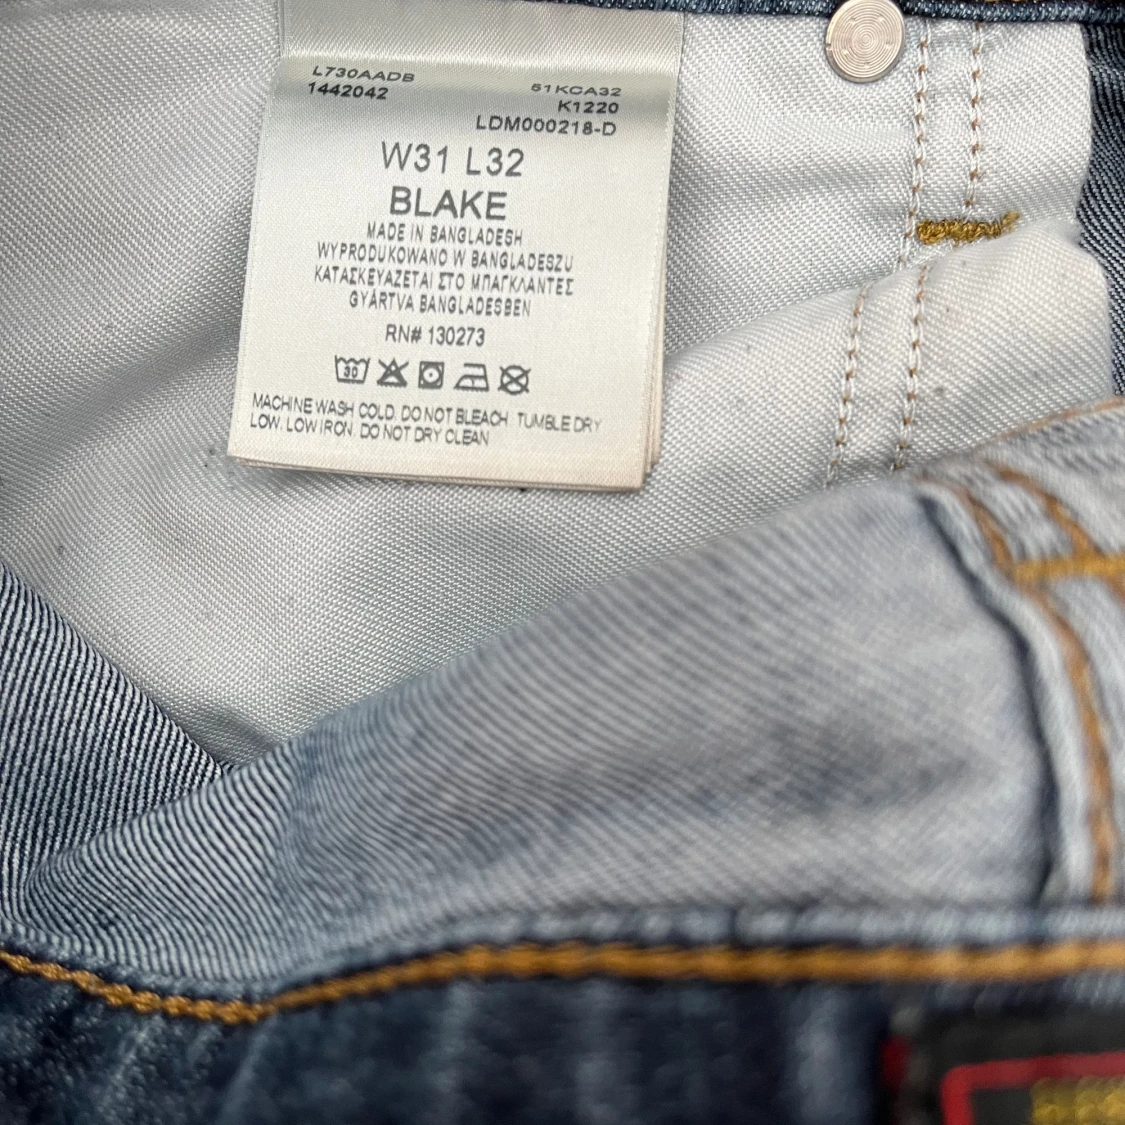 L730AADB
1442042
61KCA32
K1220
LDM000218-D
W31 L32
BLAKE
MADE IN BANGLADESH
WYPRODUKOWANO W BANGLADESZU
ΚΑΤΑΣΚΕΥΑΖΕΤΑΙ ΣΤΟ ΜΠΑΓΚΛΑΝΤΕΣ
GYÁRTVA BANGLADESBEN
RN# 130273
30
MACHINE WASH COLD. DO NOT BLEACH TUMBLE DRY
LOW. LOW IRON. DO NOT DRY CLEAN